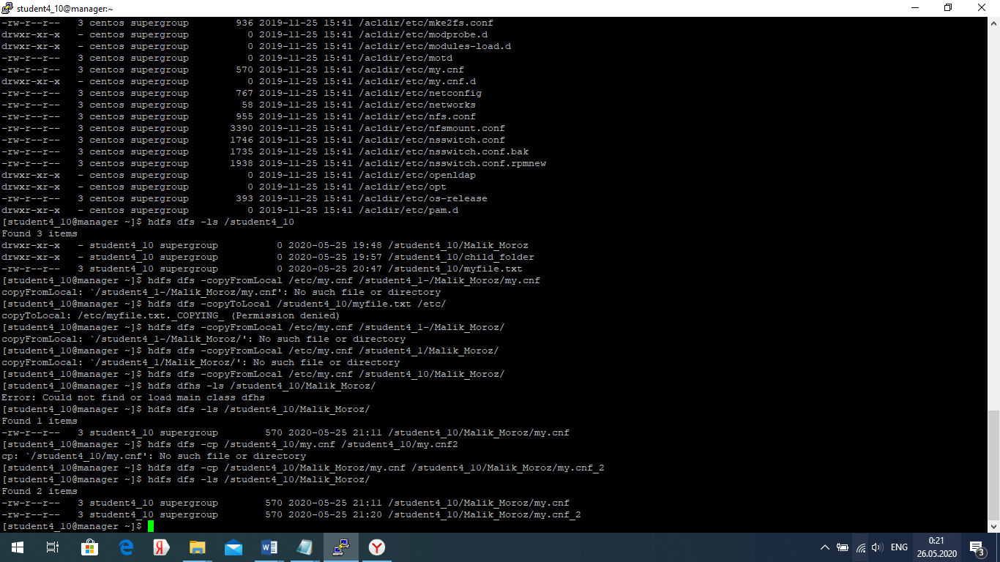 student4_10@manager:~
-rw-r--r--   3 centos supergroup        936 2019-11-25 15:41 /acldir/etc/mke2fs.conf
drwxr-xr-x   - centos supergroup          0 2019-11-25 15:41 /acldir/etc/modprobe.d
drwxr-xr-x   - centos supergroup          0 2019-11-25 15:41 /acldir/etc/modules-load.d
-rw-r--r--   3 centos supergroup          0 2019-11-25 15:41 /acldir/etc/motd
-rw-r--r--   3 centos supergroup        570 2019-11-25 15:41 /acldir/etc/my.cnf
drwxr-xr-x   - centos supergroup          0 2019-11-25 15:41 /acldir/etc/my.cnf.d
-rw-r--r--   3 centos supergroup        767 2019-11-25 15:41 /acldir/etc/netconfig
-rw-r--r--   3 centos supergroup         58 2019-11-25 15:41 /acldir/etc/networks
-rw-r--r--   3 centos supergroup        955 2019-11-25 15:41 /acldir/etc/nfs.conf
-rw-r--r--   3 centos supergroup       3390 2019-11-25 15:41 /acldir/etc/nfsmount.conf
-rw-r--r--   3 centos supergroup       1746 2019-11-25 15:41 /acldir/etc/nsswitch.conf
-rw-r--r--   3 centos supergroup       1735 2019-11-25 15:41 /acldir/etc/nsswitch.conf.bak
-rw-r--r--   3 centos supergroup       1938 2019-11-25 15:41 /acldir/etc/nsswitch.conf.rpmnew
drwxr-xr-x   - centos supergroup          0 2019-11-25 15:41 /acldir/etc/openldap
drwxr-xr-x   - centos supergroup          0 2019-11-25 15:41 /acldir/etc/opt
-rw-r--r--   3 centos supergroup        393 2019-11-25 15:41 /acldir/etc/os-release
drwxr-xr-x   - centos supergroup          0 2019-11-25 15:41 /acldir/etc/pam.d
[student4_10@manager ~]$ hdfs dfs -ls /student4_10
Found 3 items
drwxr-xr-x   - student4_10 supergroup          0 2020-05-25 19:48 /student4_10/Malik_Moroz
drwxr-xr-x   - student4_10 supergroup          0 2020-05-25 19:57 /student4_10/child_folder
-rw-r--r--   3 student4_10 supergroup          0 2020-05-25 20:47 /student4_10/myfile.txt
[student4_10@manager ~]$ hdfs dfs -copyFromLocal /etc/my.cnf /student4_1-/Malik_Moroz/my.cnf
copyFromLocal: `/student4_1-/Malik_Moroz/my.cnf': No such file or directory
[student4_10@manager ~]$ hdfs dfs -copyToLocal /student4_10/myfile.txt /etc/
copyToLocal: /etc/myfile.txt._COPYING_ (Permission denied)
[student4_10@manager ~]$ hdfs dfs -copyFromLocal /etc/my.cnf /student4_1-/Malik_Moroz/
copyFromLocal: `/student4_1-/Malik_Moroz/': No such file or directory
[student4_10@manager ~]$ hdfs dfs -copyFromLocal /etc/my.cnf /student4_1/Malik_Moroz/
copyFromLocal: `/student4_1/Malik_Moroz/': No such file or directory
[student4_10@manager ~]$ hdfs dfs -copyFromLocal /etc/my.cnf /student4_10/Malik_Moroz/
[student4_10@manager ~]$ hdfs dfhs -ls /student4_10/Malik_Moroz/
Error: Could not find or load main class dfhs
[student4_10@manager ~]$ hdfs dfs -ls /student4_10/Malik_Moroz/
Found 1 items
-rw-r--r--   3 student4_10 supergroup        570 2020-05-25 21:11 /student4_10/Malik_Moroz/my.cnf
[student4_10@manager ~]$ hdfs dfs -cp /student4_10/my.cnf /student4_10/my.cnf2
cp: `/student4_10/my.cnf': No such file or directory
[student4_10@manager ~]$ hdfs dfs -cp /student4_10/Malik_Moroz/my.cnf /student4_10/Malik_Moroz/my.cnf_2
[student4_10@manager ~]$ hdfs dfs -ls /student4_10/Malik_Moroz/
Found 2 items
-rw-r--r--   3 student4_10 supergroup        570 2020-05-25 21:11 /student4_10/Malik_Moroz/my.cnf
-rw-r--r--   3 student4_10 supergroup        570 2020-05-25 21:20 /student4_10/Malik_Moroz/my.cnf_2
[student4_10@manager ~]$
ENG
0:21
26.05.2020
3